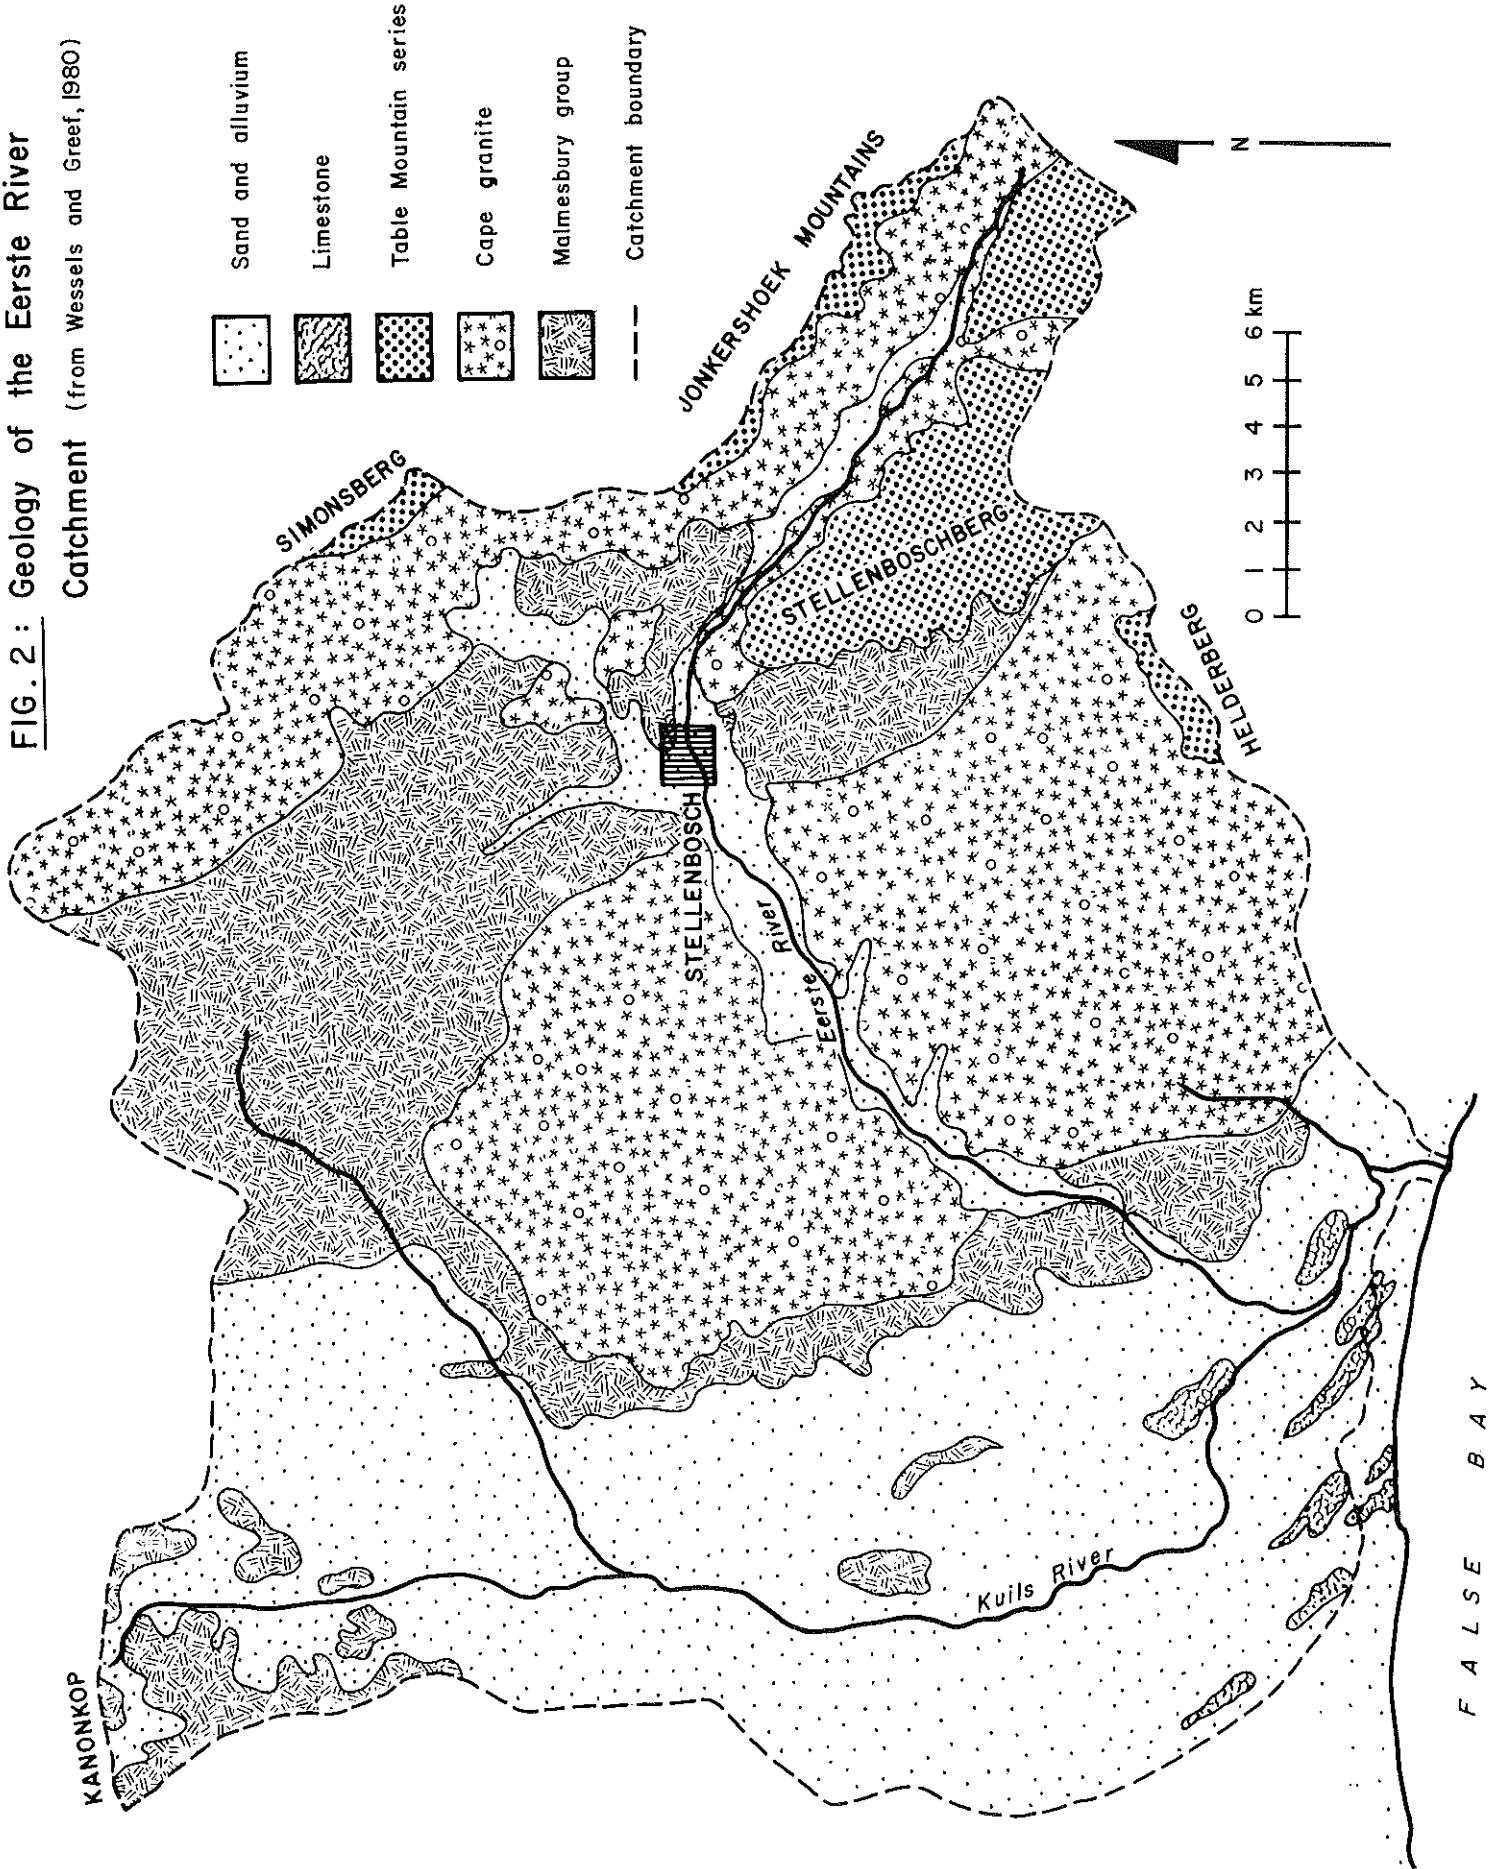 FIG. 2 : Geology of the Eerste River
Catchment (from Wessels and Greef, 1980)
Sand and alluvium
Limestone
Table Mountain series
Cape granite
Malmesbury group
Catchment boundary
KANONKOP
SIMONSBERG
JONKERSHOEK MOUNTAINS
STELLENBOSCH
STELLENBOSCHBERG
HELDERBERG
Eerste River
Kuils River
N
0 1 2 3 4 5 6 km
FALSE BAY